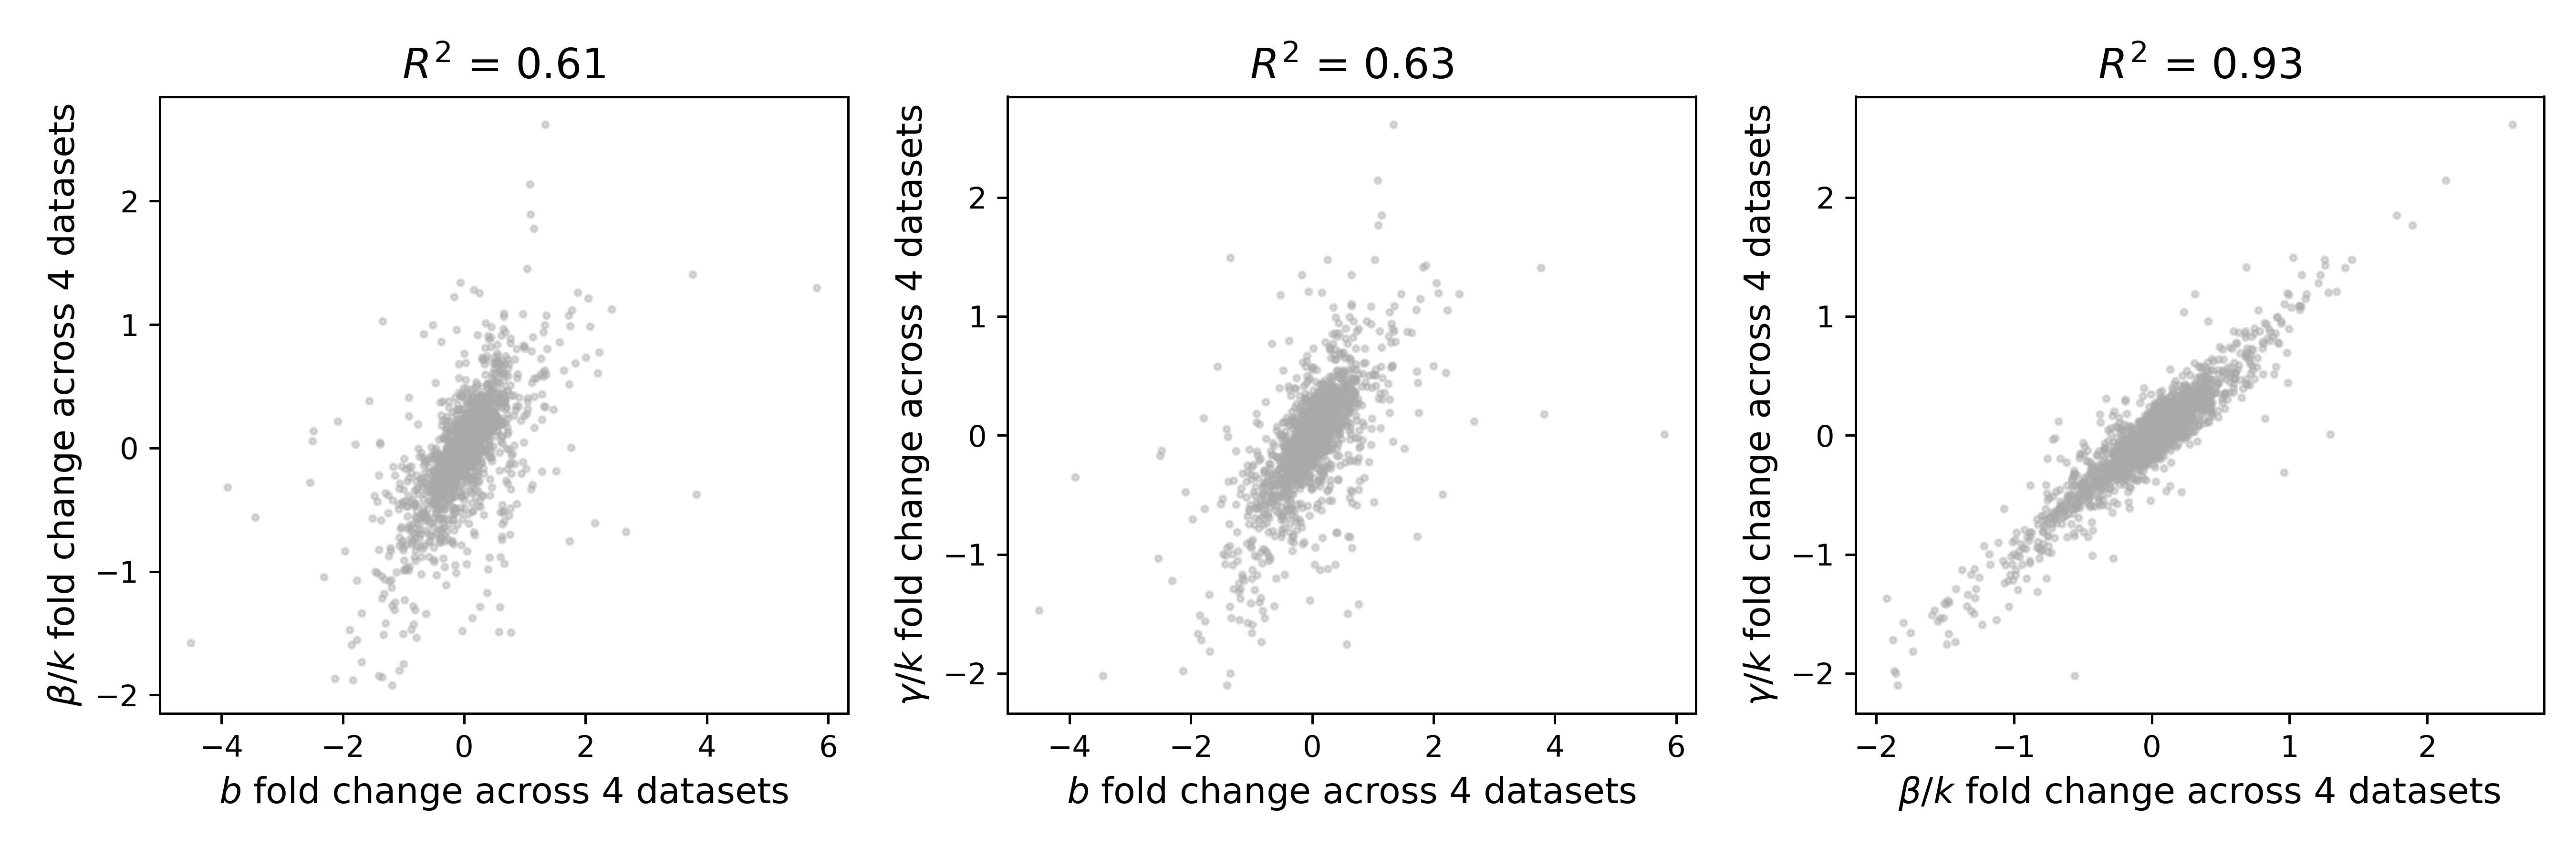 R² = 0.61
β/k fold change across 4 datasets
2
1
0
−1
−2
−4 −2 0 2 4 6
b fold change across 4 datasets
R² = 0.63
γ/k fold change across 4 datasets
2
1
0
−1
−2
−4 −2 0 2 4 6
b fold change across 4 datasets
R² = 0.93
γ/k fold change across 4 datasets
2
1
0
−1
−2
−2 −1 0 1 2
β/k fold change across 4 datasets